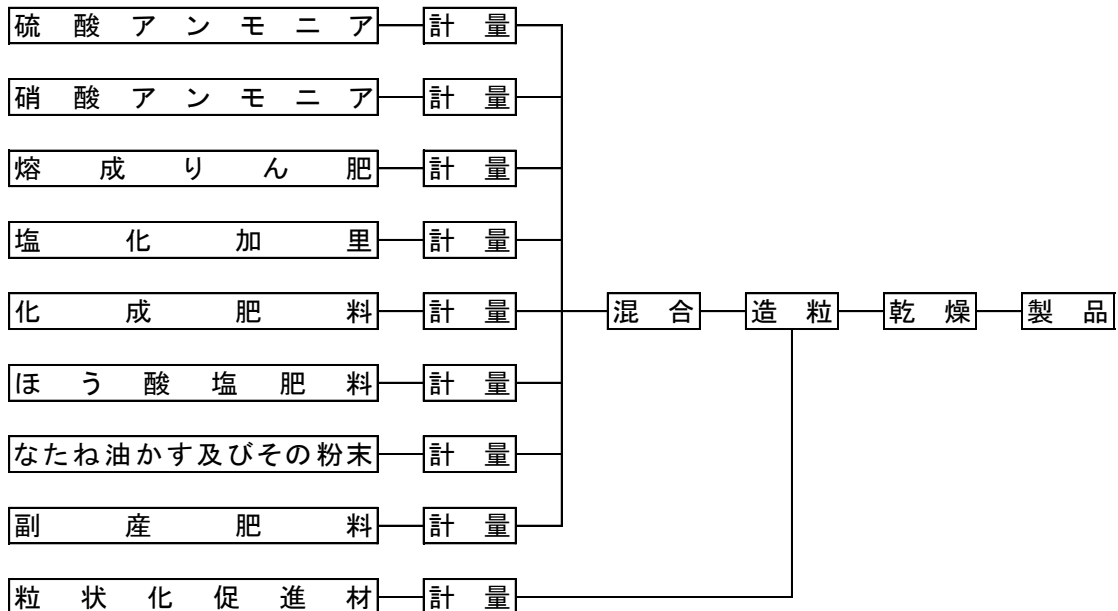 硫酸アンモニア 計量
硝酸アンモニア 計量
熔成りん肥 計量
塩化加里 計量
化成肥料 計量 混合 造粒 乾燥 製品
ほう酸塩肥料 計量
なたね油かす及びその粉末 計量
副産肥料 計量
粒状化促進材 計量